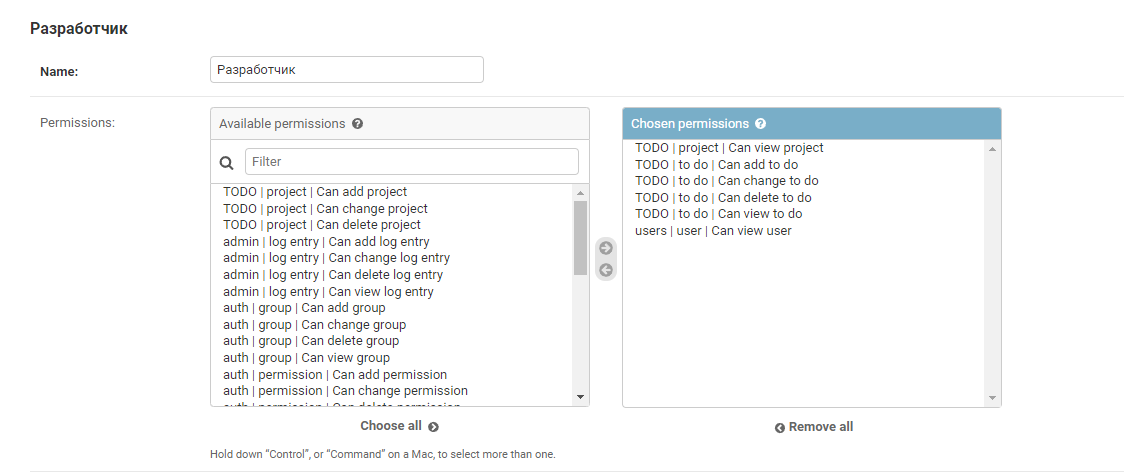 Разработчик
Name:
Разработчик
Permissions:
Available permissions
Filter
TODO | project | Can add project
TODO | project | Can change project
TODO | project | Can delete project
admin | log entry | Can add log entry
admin | log entry | Can change log entry
admin | log entry | Can delete log entry
admin | log entry | Can view log entry
auth | group | Can add group
auth | group | Can change group
auth | group | Can delete group
auth | group | Can view group
auth | permission | Can add permission
auth | permission | Can change permission
auth | permission | Can delete permission
Choose all
Chosen permissions
TODO | project | Can view project
TODO | to do | Can add to do
TODO | to do | Can change to do
TODO | to do | Can delete to do
TODO | to do | Can view to do
users | user | Can view user
Remove all
Hold down “Control”, or “Command” on a Mac, to select more than one.